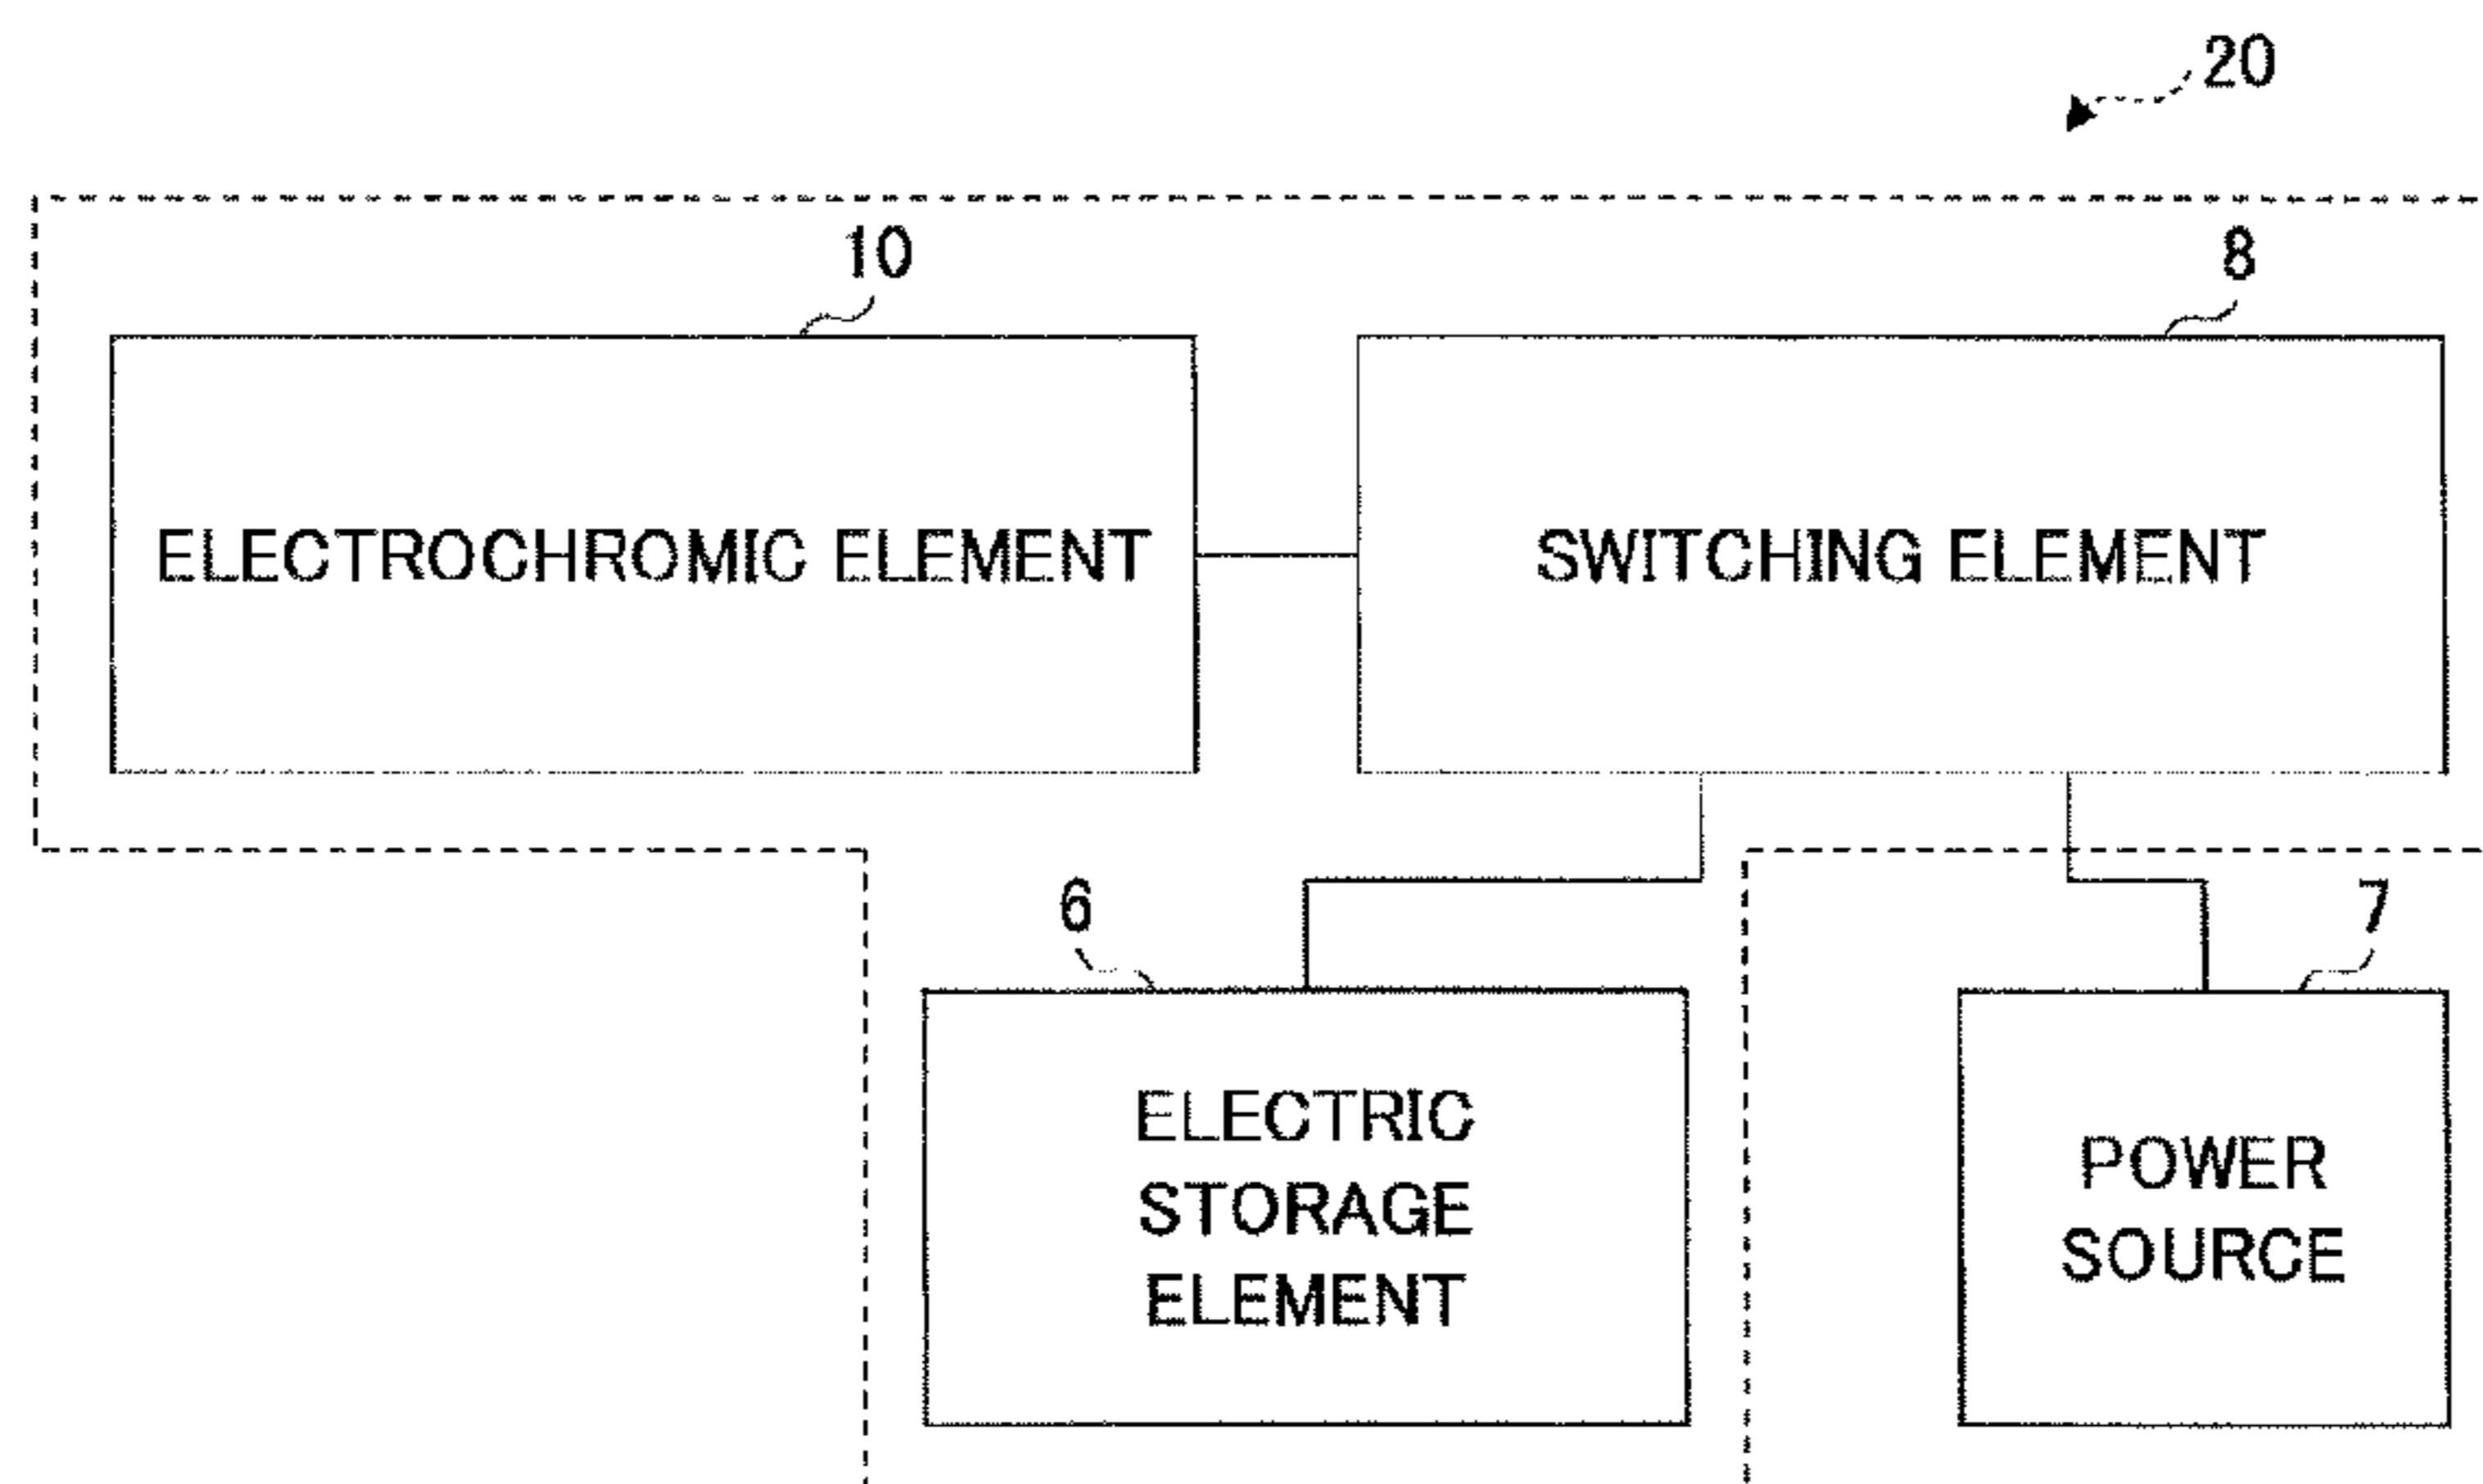 20
10
8
ELECTROCHROMIC ELEMENT
SWITCHING ELEMENT
6
7
ELECTRIC
STORAGE
ELEMENT
POWER
SOURCE